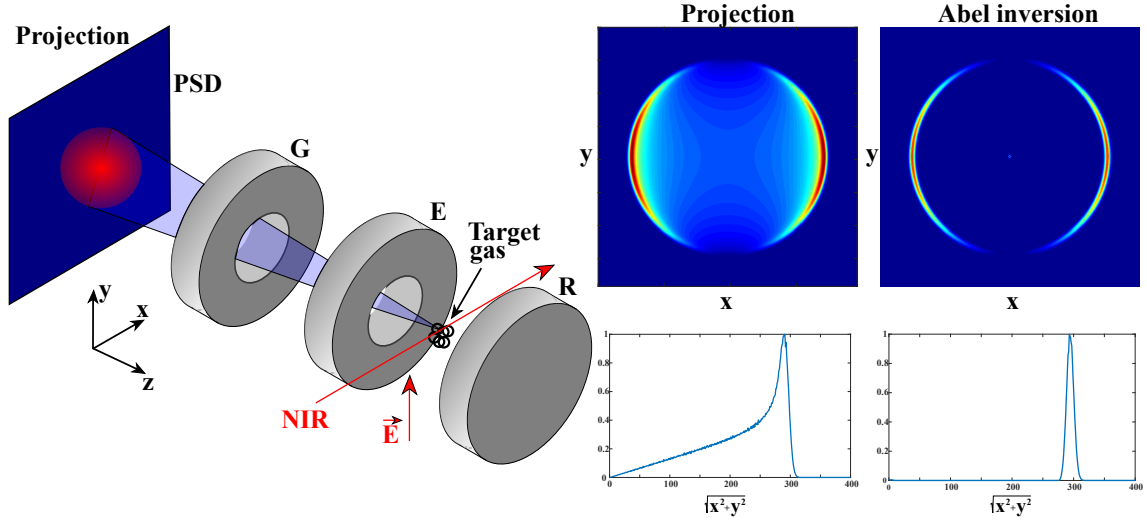 Projection
PSD
G
E
Target
gas
R
y
x
z
NIR
E
Projection
y
x
1
0.8
0.6
0.4
0.2
0
0
100
200
300
400
√x²+y²
Abel inversion
y
x
1
0.8
0.6
0.4
0.2
0
0
100
200
300
400
√x²+y²